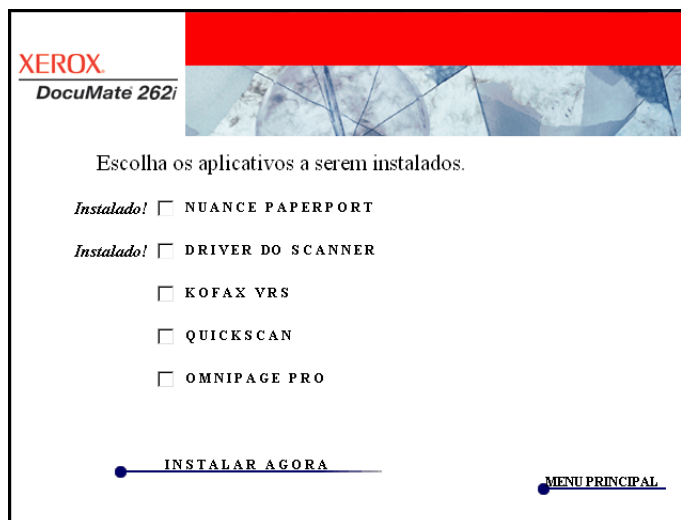 XEROX.
DocuMate 262i
Escolha os aplicativos a serem instalados.
Instalado! NUANCE PAPERPORT
Instalado! DRIVER DO SCANNER
KOFAX VRS
QUICKSCAN
OMNIPAGE PRO
INSTALAR AGORA
MENU PRINCIPAL